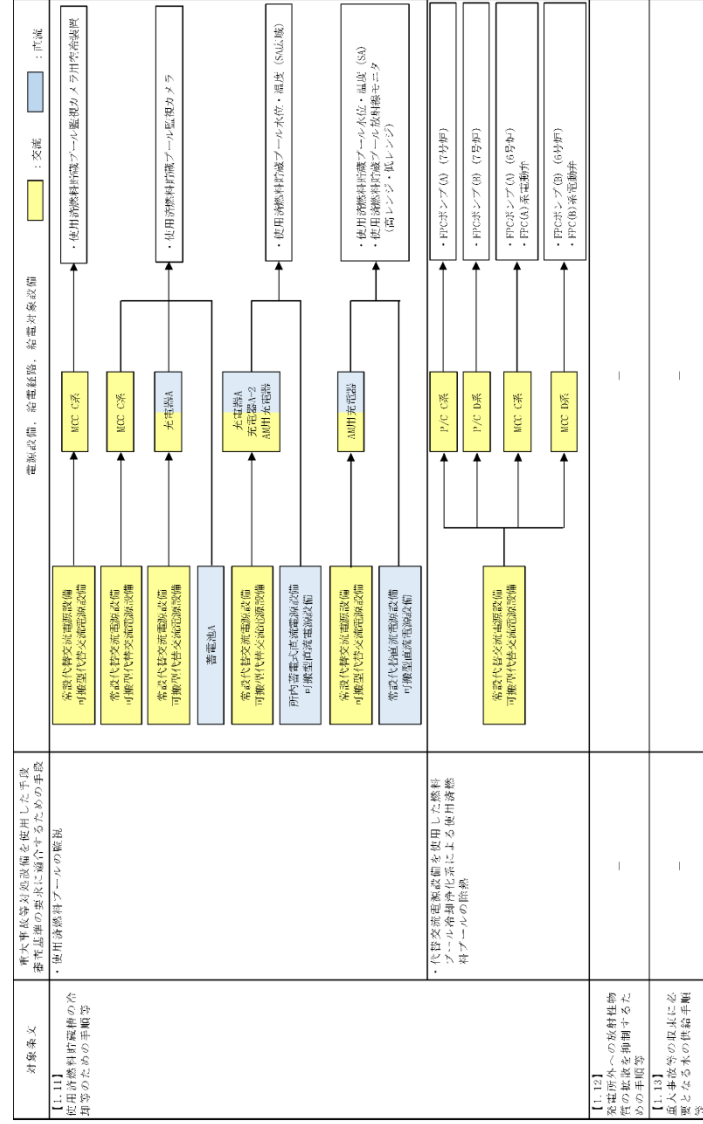 対象条文
重大事故等対処設備を使用した手段
審査基準の要求に適合するための手段
電源設備，給電経路，給電対象設備
：交流
：直流
【1.11】
使用済燃料貯蔵槽の冷
却等のための手順等
・使用済燃料プールの監視
常設代替交流電源設備
可搬型代替交流電源設備
MCC C系
・使用済燃料貯蔵プール監視カメラ用空冷装置
常設代替交流電源設備
可搬型代替交流電源設備
MCC C系
常設代替交流電源設備
可搬型代替交流電源設備
充電器A
蓄電池A
・使用済燃料貯蔵プール監視カメラ
常設代替交流電源設備
可搬型代替交流電源設備
充電器A
充電器A-2
AM用充電器
所内蓄電式直流電源設備
可搬型直流電源設備
・使用済燃料貯蔵プール水位・温度（SA広域）
常設代替交流電源設備
可搬型代替交流電源設備
AM用充電器
常設代替直流電源設備
可搬型直流電源設備
・使用済燃料貯蔵プール水位・温度（SA）
・使用済燃料貯蔵プール放射線モニタ
（高レンジ・低レンジ）
・代替交流電源設備を使用した燃料
プール冷却浄化系による使用済燃
料プールの除熱
常設代替交流電源設備
可搬型代替交流電源設備
P/C C系
・FPCポンプ(A)（7号炉）
P/C D系
・FPCポンプ(B)（7号炉）
MCC C系
・FPCポンプ(A)（6号炉）
・FPC(A)系電動弁
MCC D系
・FPCポンプ(B)（6号炉）
・FPC(B)系電動弁
【1.12】
発電所外への放射性物
質の拡散を抑制するた
めの手順等
－
－
【1.13】
重大事故等の収束に必
要となる水の供給手順
等
－
－